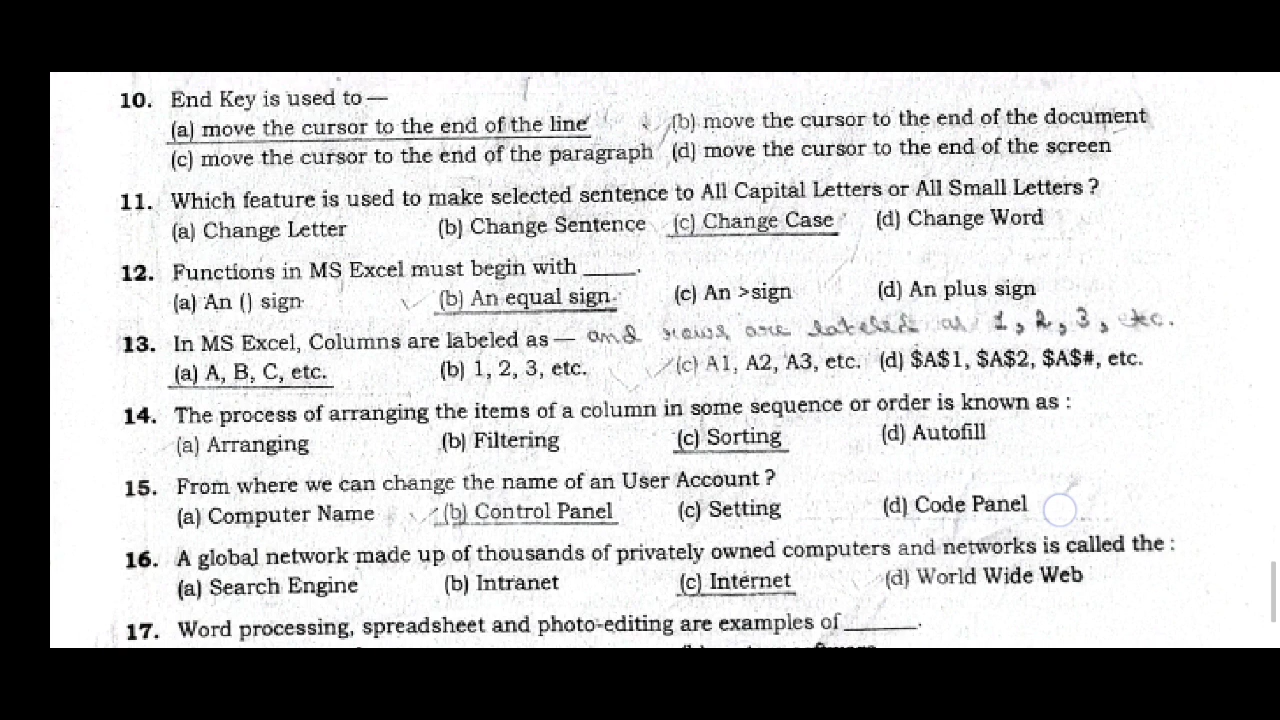 10. End Key is used to —
(a) move the cursor to the end of the line (b) move the cursor to the end of the document
(c) move the cursor to the end of the paragraph (d) move the cursor to the end of the screen
11. Which feature is used to make selected sentence to All Capital Letters or All Small Letters ?
(a) Change Letter (b) Change Sentence (c) Change Case (d) Change Word
12. Functions in MS Excel must begin with _____.
(a) An () sign (b) An equal sign (c) An >sign (d) An plus sign
13. In MS Excel, Columns are labeled as — and rows are labeled as 1, 2, 3, etc.
(a) A, B, C, etc. (b) 1, 2, 3, etc. (c) A1, A2, A3, etc. (d) $A$1, $A$2, $A$#, etc.
14. The process of arranging the items of a column in some sequence or order is known as :
(a) Arranging (b) Filtering (c) Sorting (d) Autofill
15. From where we can change the name of an User Account ?
(a) Computer Name (b) Control Panel (c) Setting (d) Code Panel
16. A global network made up of thousands of privately owned computers and networks is called the :
(a) Search Engine (b) Intranet (c) Internet (d) World Wide Web
17. Word processing, spreadsheet and photo-editing are examples of ______.